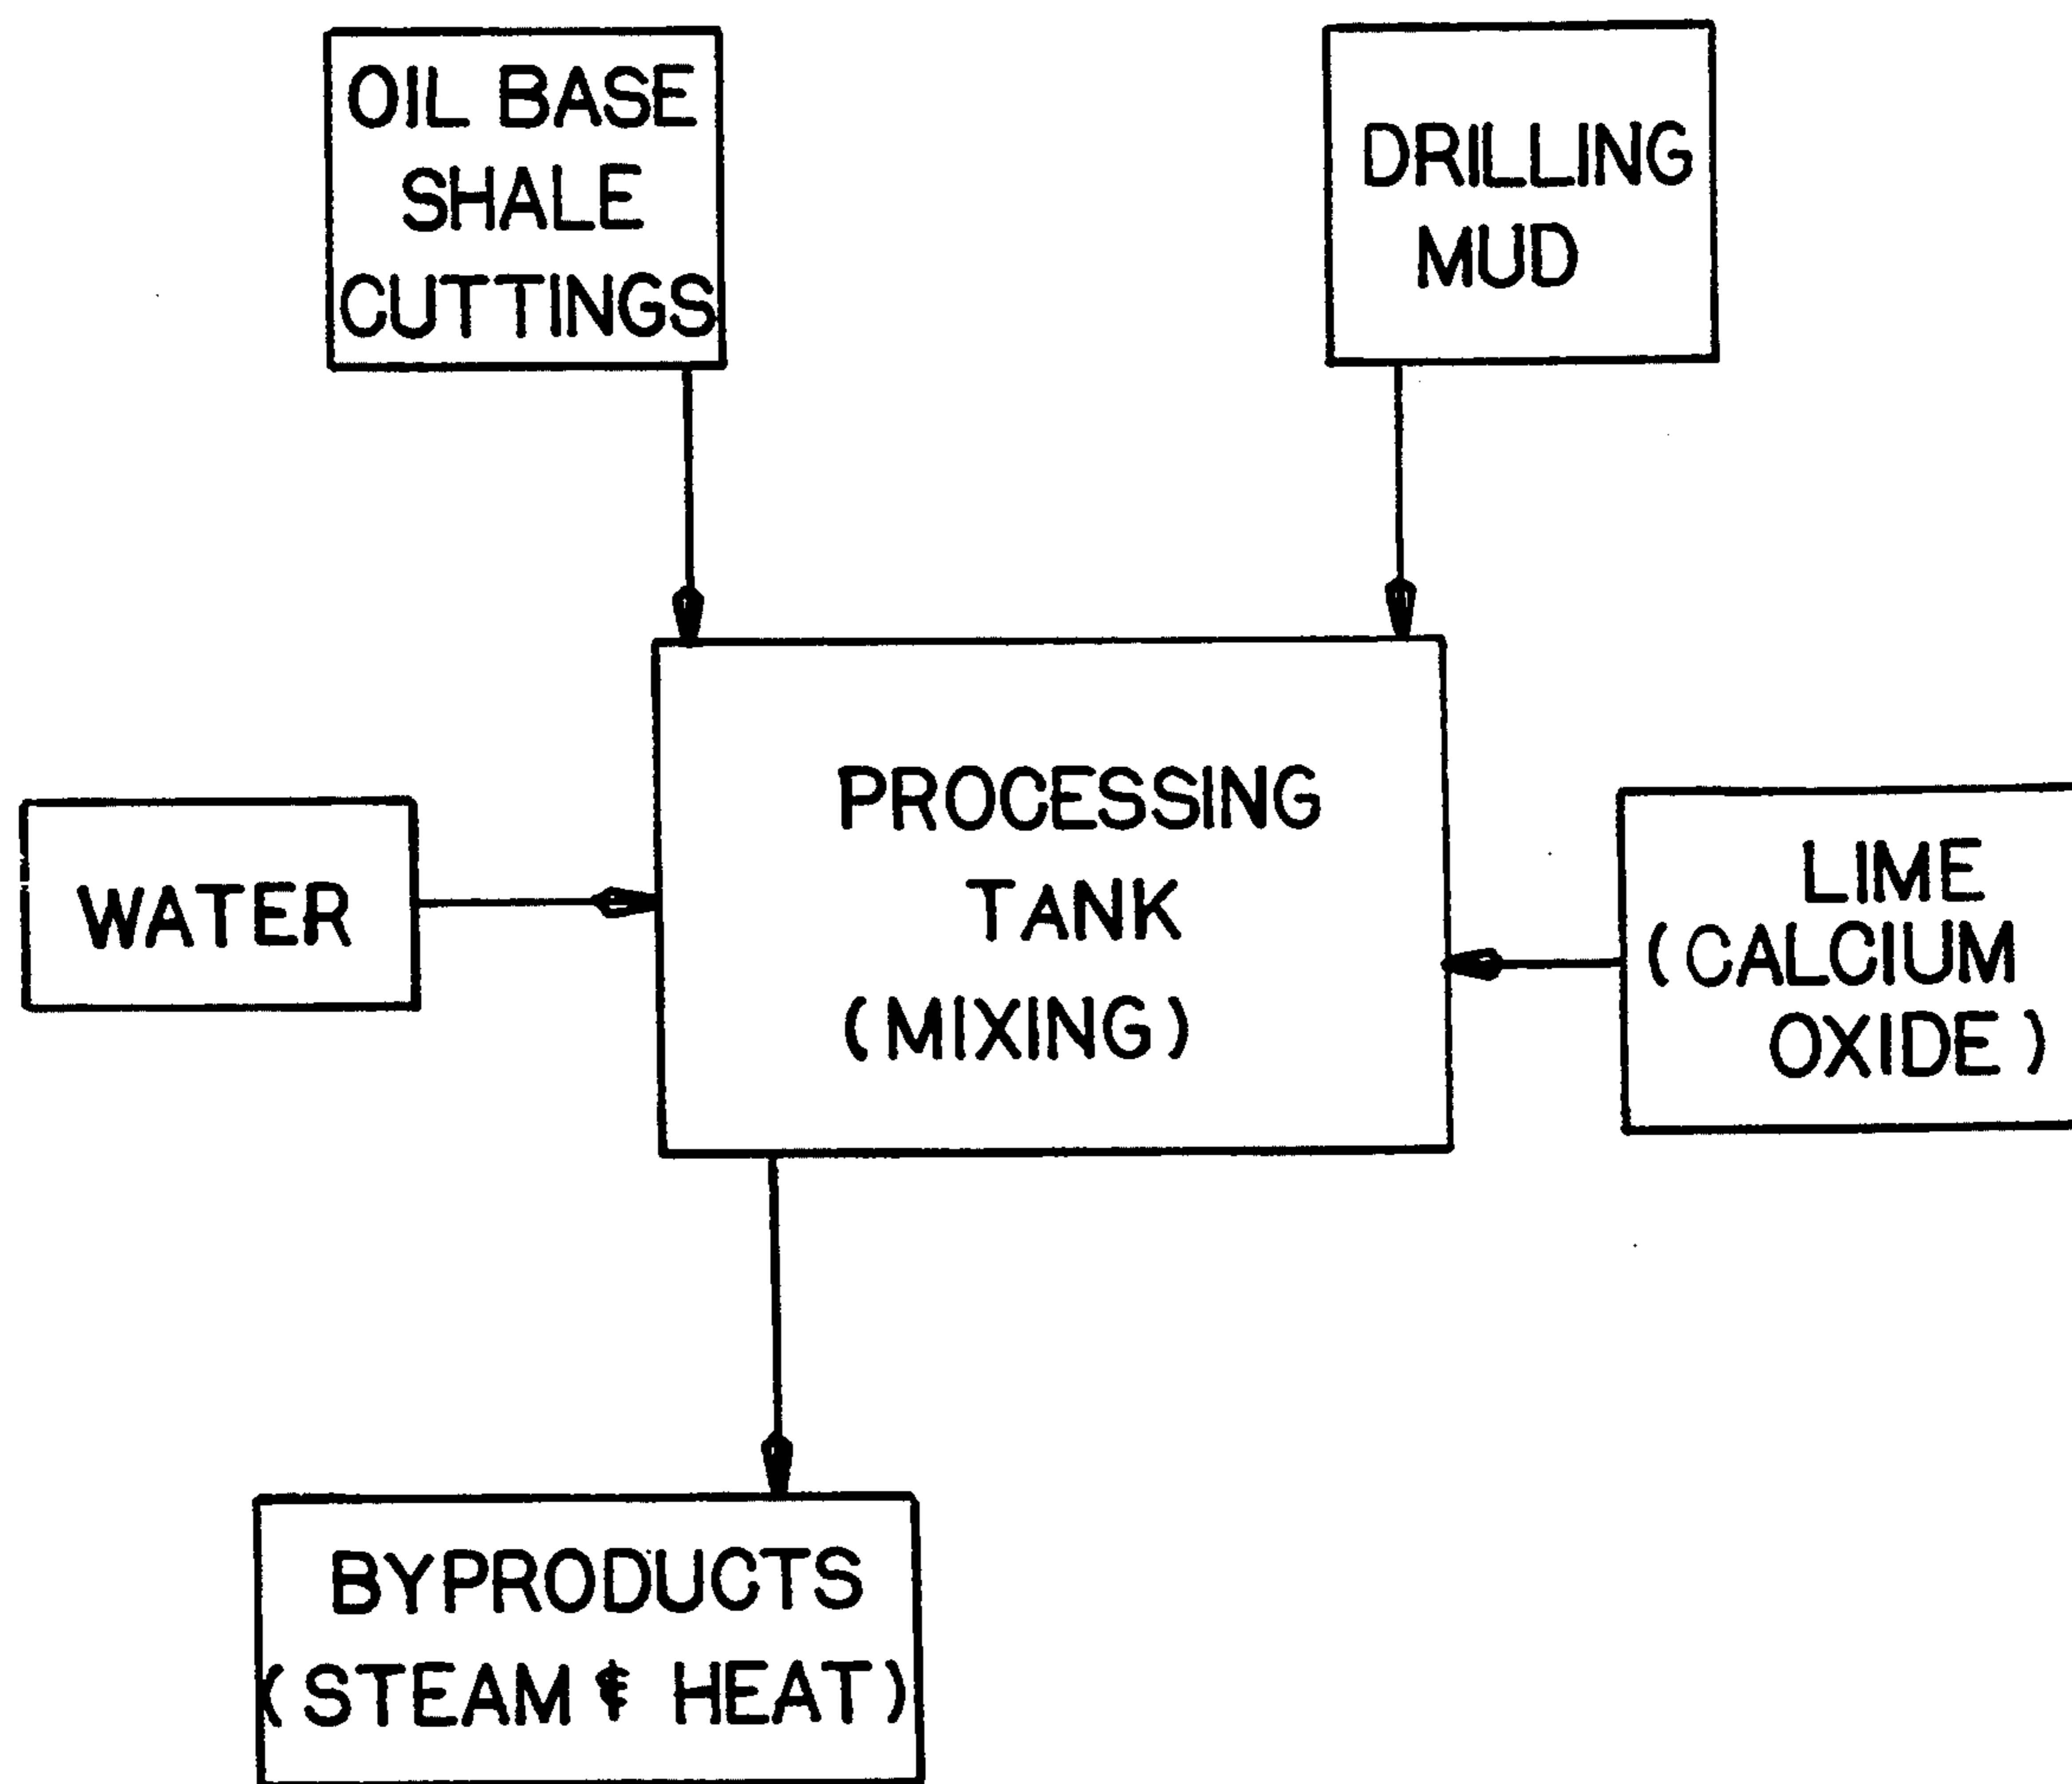 OIL BASE
SHALE
CUTTINGS
DRILLING
MUD
PROCESSING
TANK
(MIXING)
WATER
LIME
(CALCIUM
OXIDE)
BYPRODUCTS
(STEAM & HEAT)